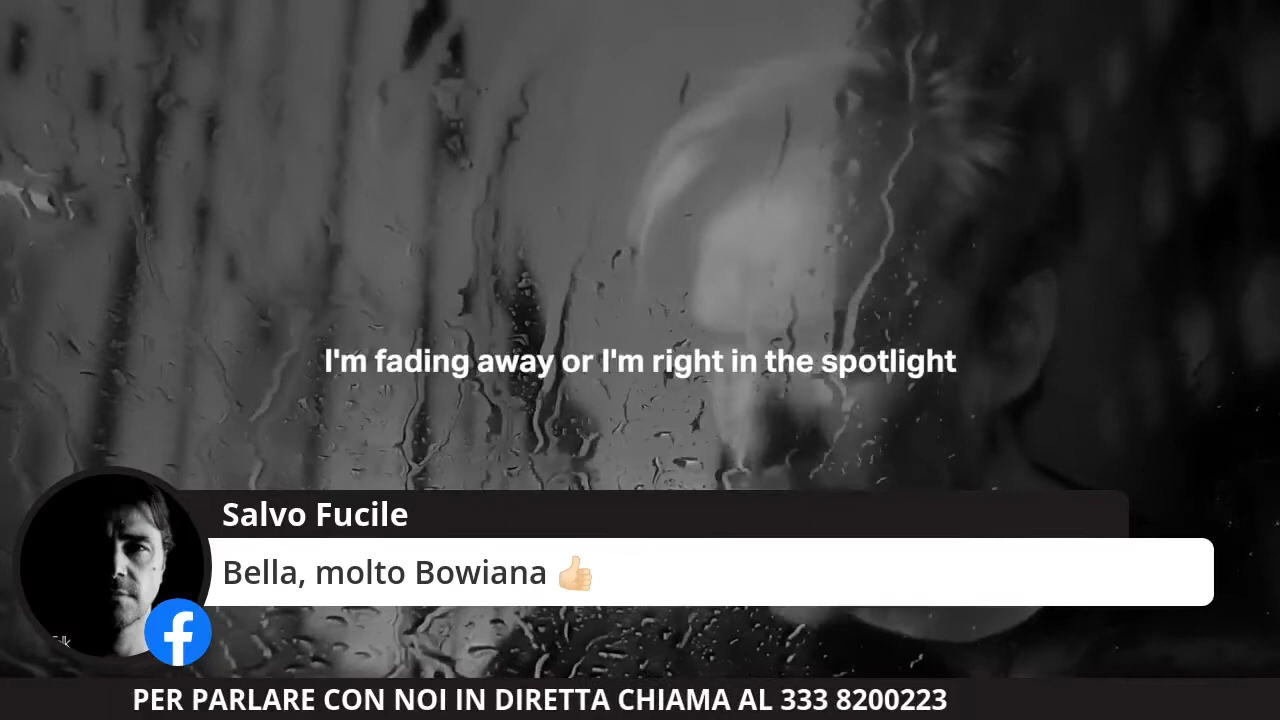 I'm fading away or I'm right in the spotlight
Salvo Fucile
Bella, molto Bowiana 👍🏻
PER PARLARE CON NOI IN DIRETTA CHIAMA AL 333 8200223